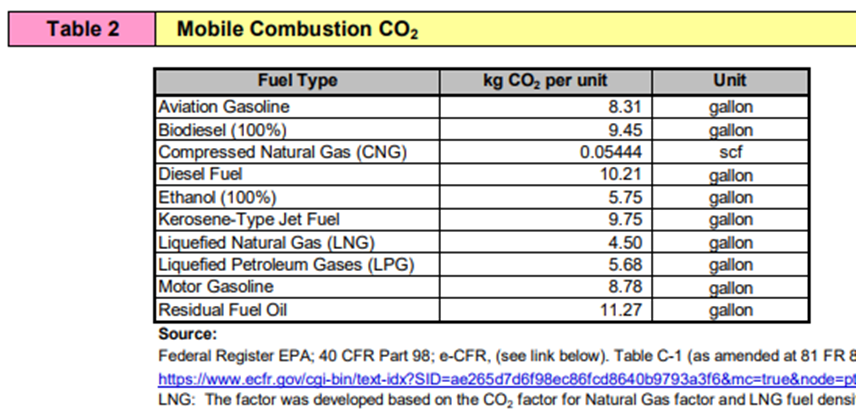 Table 2 Mobile Combustion CO₂
Fuel Type kg CO₂ per unit Unit
Aviation Gasoline 8.31 gallon
Biodiesel (100%) 9.45 gallon
Compressed Natural Gas (CNG) 0.05444 scf
Diesel Fuel 10.21 gallon
Ethanol (100%) 5.75 gallon
Kerosene-Type Jet Fuel 9.75 gallon
Liquefied Natural Gas (LNG) 4.50 gallon
Liquefied Petroleum Gases (LPG) 5.68 gallon
Motor Gasoline 8.78 gallon
Residual Fuel Oil 11.27 gallon
Source:
Federal Register EPA; 40 CFR Part 98; e-CFR, (see link below). Table C-1 (as amended at 81 FR 8
https://www.ecfr.gov/cgi-bin/text-idx?SID=ae265d7d6f98ec86fcd8640b9793a3f6&mc=true&node=pt
LNG: The factor was developed based on the CO₂ factor for Natural Gas factor and LNG fuel densi